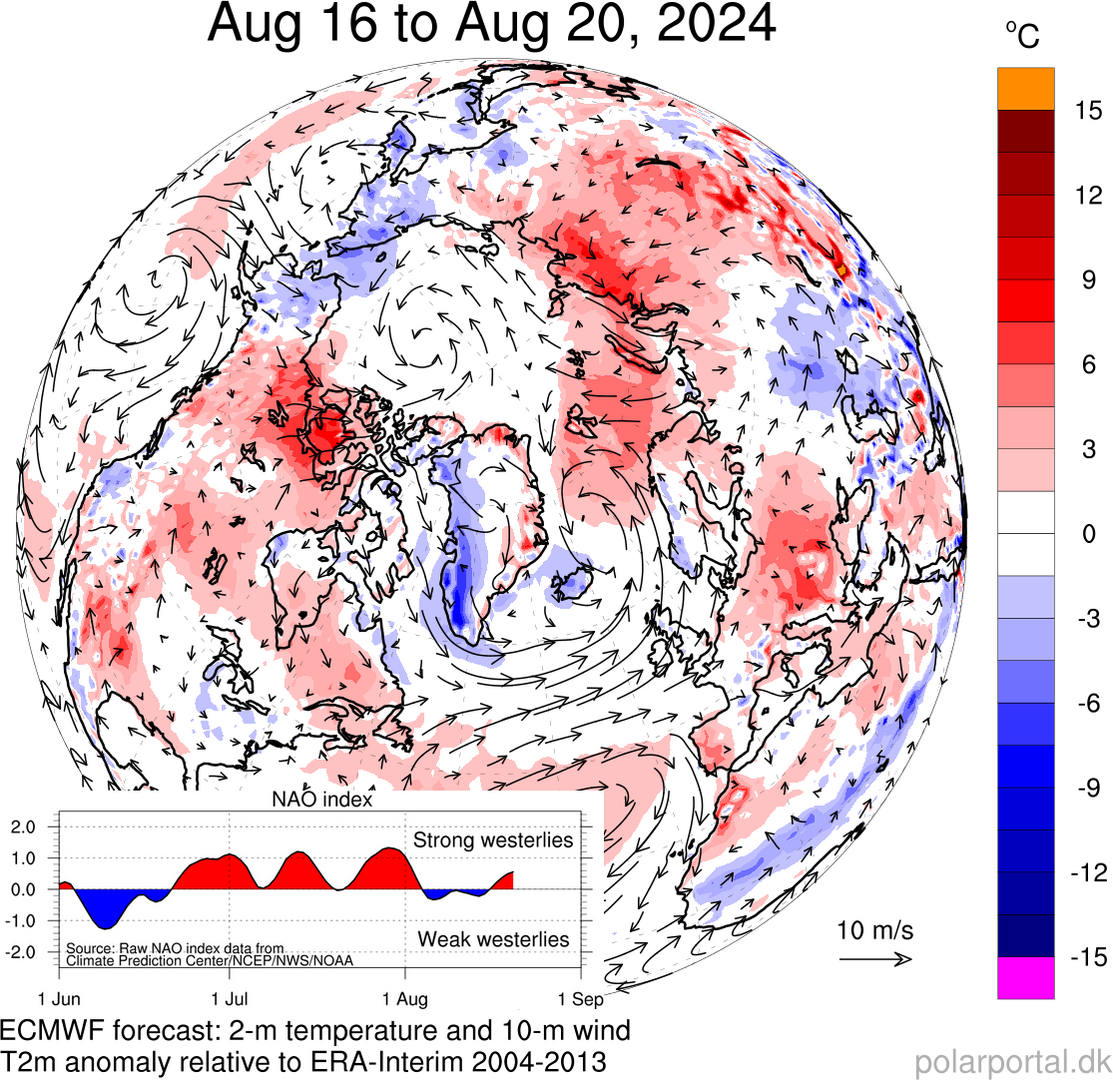 Aug 16 to Aug 20, 2024
°C
15
12
9
6
3
0
-3
-6
-9
-12
-15
10 m/s
NAO index
2.0
1.0
0.0
-1.0
-2.0
Strong westerlies
Weak westerlies
Source: Raw NAO index data from
Climate Prediction Center/NCEP/NWS/NOAA
1 Jun 1 Jul 1 Aug 1 Sep
ECMWF forecast: 2-m temperature and 10-m wind
T2m anomaly relative to ERA-Interim 2004-2013
polarportal.dk